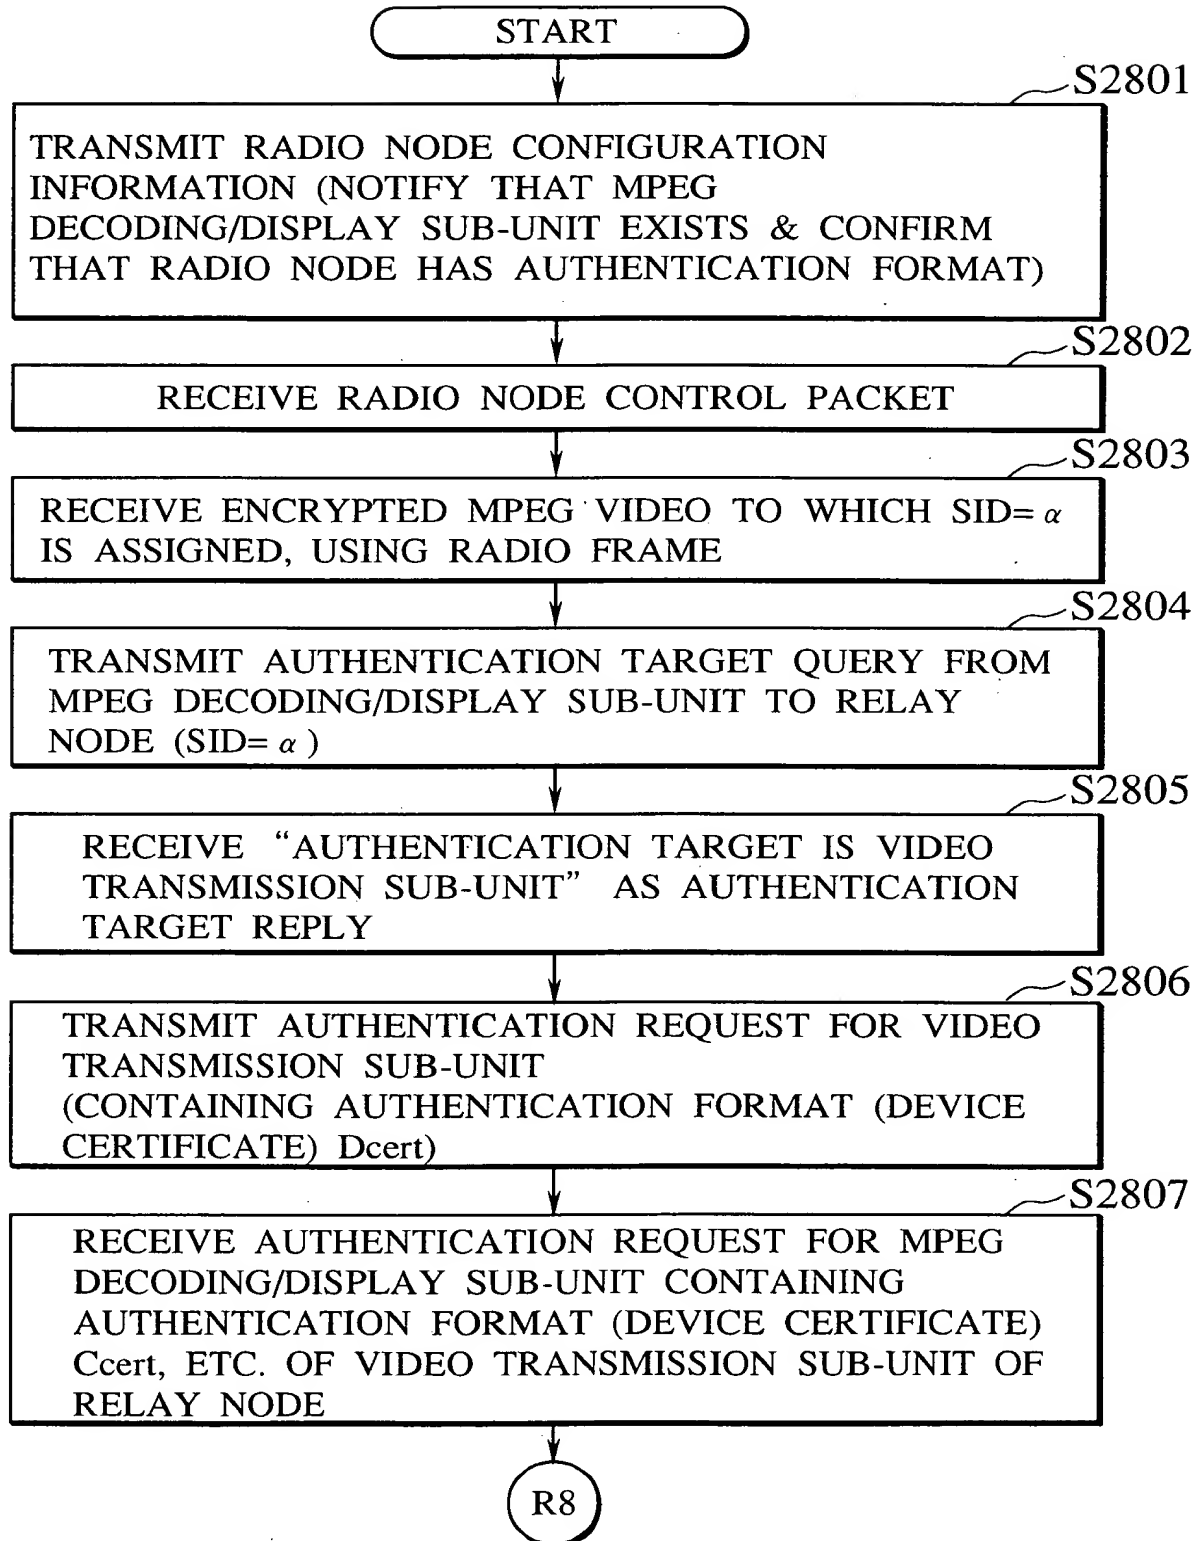 START
S2801
TRANSMIT RADIO NODE CONFIGURATION
INFORMATION (NOTIFY THAT MPEG
DECODING/DISPLAY SUB-UNIT EXISTS & CONFIRM
THAT RADIO NODE HAS AUTHENTICATION FORMAT)
S2802
RECEIVE RADIO NODE CONTROL PACKET
S2803
RECEIVE ENCRYPTED MPEG VIDEO TO WHICH SID= α
IS ASSIGNED, USING RADIO FRAME
S2804
TRANSMIT AUTHENTICATION TARGET QUERY FROM
MPEG DECODING/DISPLAY SUB-UNIT TO RELAY
NODE (SID= α )
S2805
RECEIVE “AUTHENTICATION TARGET IS VIDEO
TRANSMISSION SUB-UNIT” AS AUTHENTICATION
TARGET REPLY
S2806
TRANSMIT AUTHENTICATION REQUEST FOR VIDEO
TRANSMISSION SUB-UNIT
(CONTAINING AUTHENTICATION FORMAT (DEVICE
CERTIFICATE) Dcert)
S2807
RECEIVE AUTHENTICATION REQUEST FOR MPEG
DECODING/DISPLAY SUB-UNIT CONTAINING
AUTHENTICATION FORMAT (DEVICE CERTIFICATE)
Ccert, ETC. OF VIDEO TRANSMISSION SUB-UNIT OF
RELAY NODE
R8